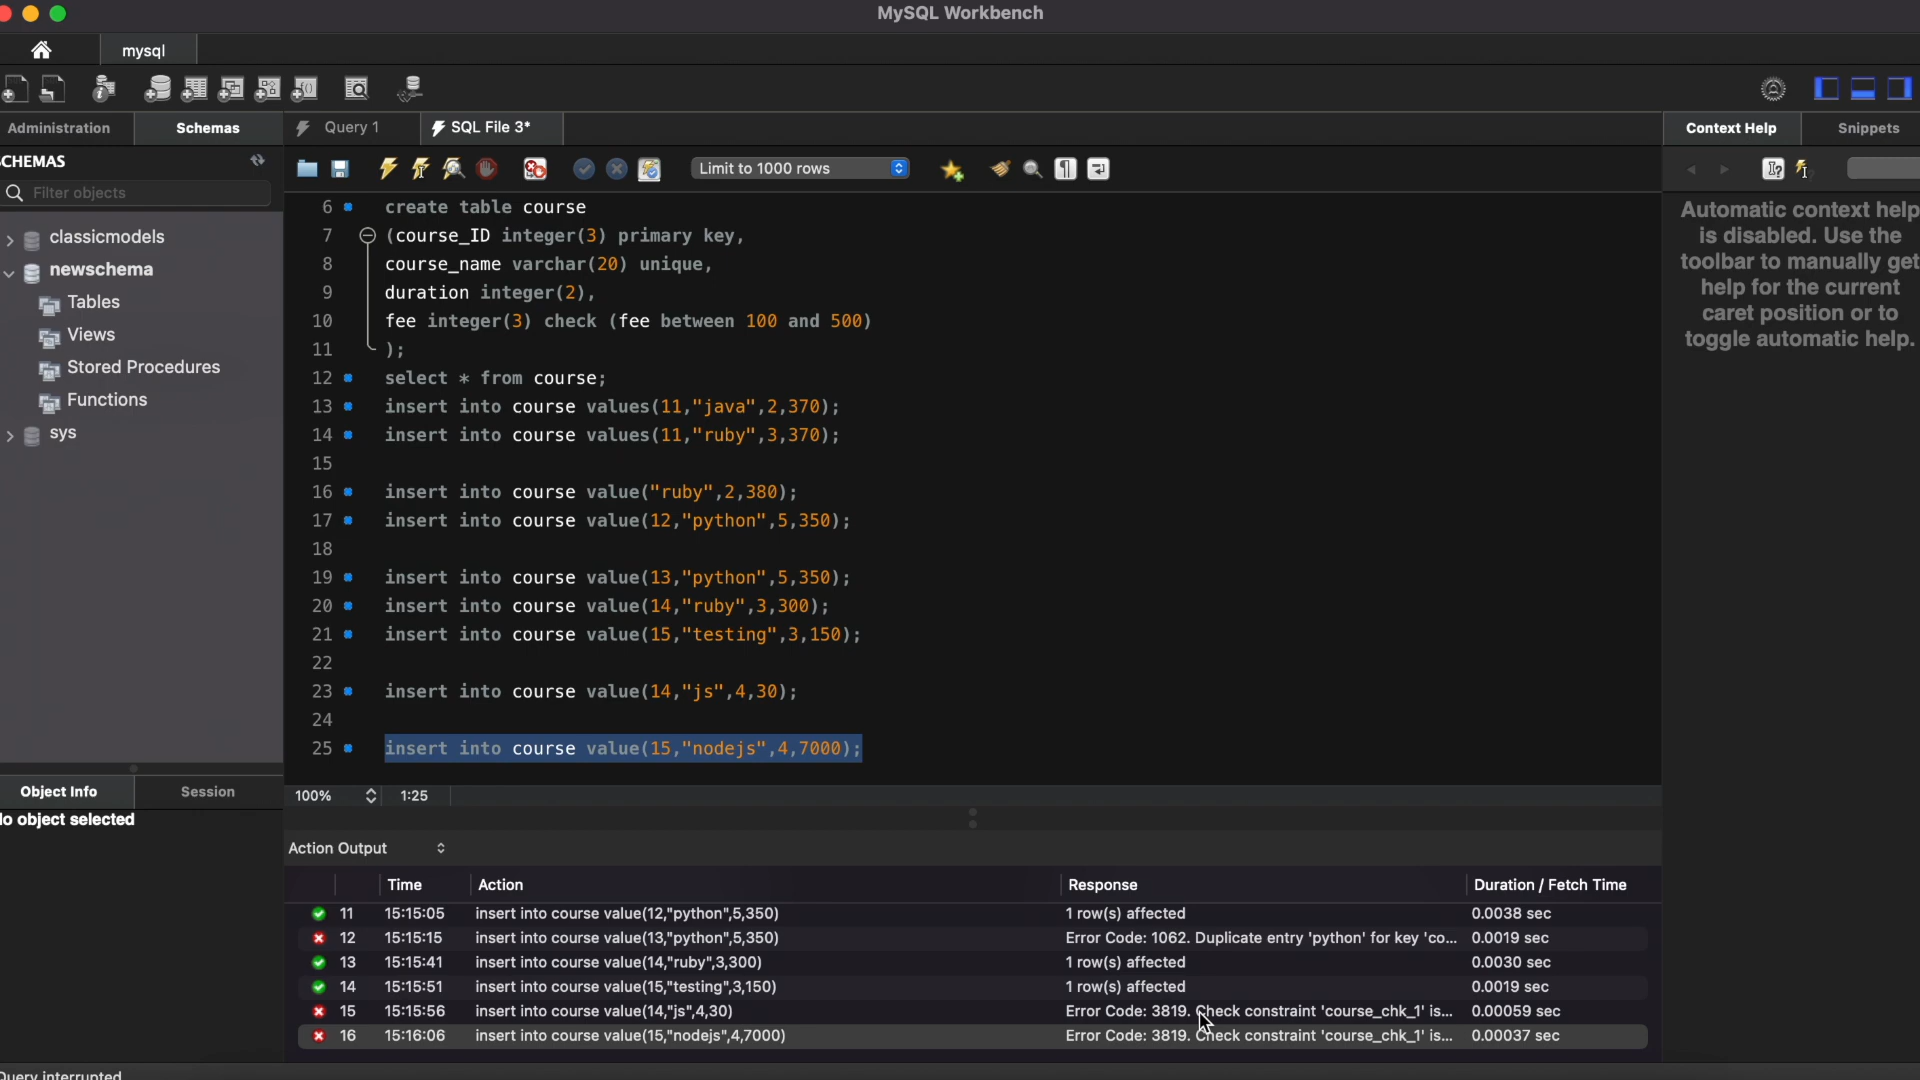 MySQL Workbench
mysql
Administration
Schemas
Query 1
SQL File 3*
Context Help
Snippets
CHEMAS
Filter objects
Limit to 1000 rows
classicmodels
newschema
Tables
Views
Stored Procedures
Functions
sys
6 create table course
7 (course_ID integer(3) primary key,
8 course_name varchar(20) unique,
9 duration integer(2),
10 fee integer(3) check (fee between 100 and 500)
11 );
12 select * from course;
13 insert into course values(11,"java",2,370);
14 insert into course values(11,"ruby",3,370);
15
16 insert into course value("ruby",2,380);
17 insert into course value(12,"python",5,350);
18
19 insert into course value(13,"python",5,350);
20 insert into course value(14,"ruby",3,300);
21 insert into course value(15,"testing",3,150);
22
23 insert into course value(14,"js",4,30);
24
25 insert into course value(15,"nodejs",4,7000);
Automatic context help
is disabled. Use the
toolbar to manually get
help for the current
caret position or to
toggle automatic help.
Object Info
Session
lo object selected
100%
1:25
Action Output
Time Action Response Duration / Fetch Time
11 15:15:05 insert into course value(12,"python",5,350) 1 row(s) affected 0.0038 sec
12 15:15:15 insert into course value(13,"python",5,350) Error Code: 1062. Duplicate entry 'python' for key 'co... 0.0019 sec
13 15:15:41 insert into course value(14,"ruby",3,300) 1 row(s) affected 0.0030 sec
14 15:15:51 insert into course value(15,"testing",3,150) 1 row(s) affected 0.0019 sec
15 15:15:56 insert into course value(14,"js",4,30) Error Code: 3819. Check constraint 'course_chk_1' is... 0.00059 sec
16 15:16:06 insert into course value(15,"nodejs",4,7000) Error Code: 3819. Check constraint 'course_chk_1' is... 0.00037 sec
Query interrupted